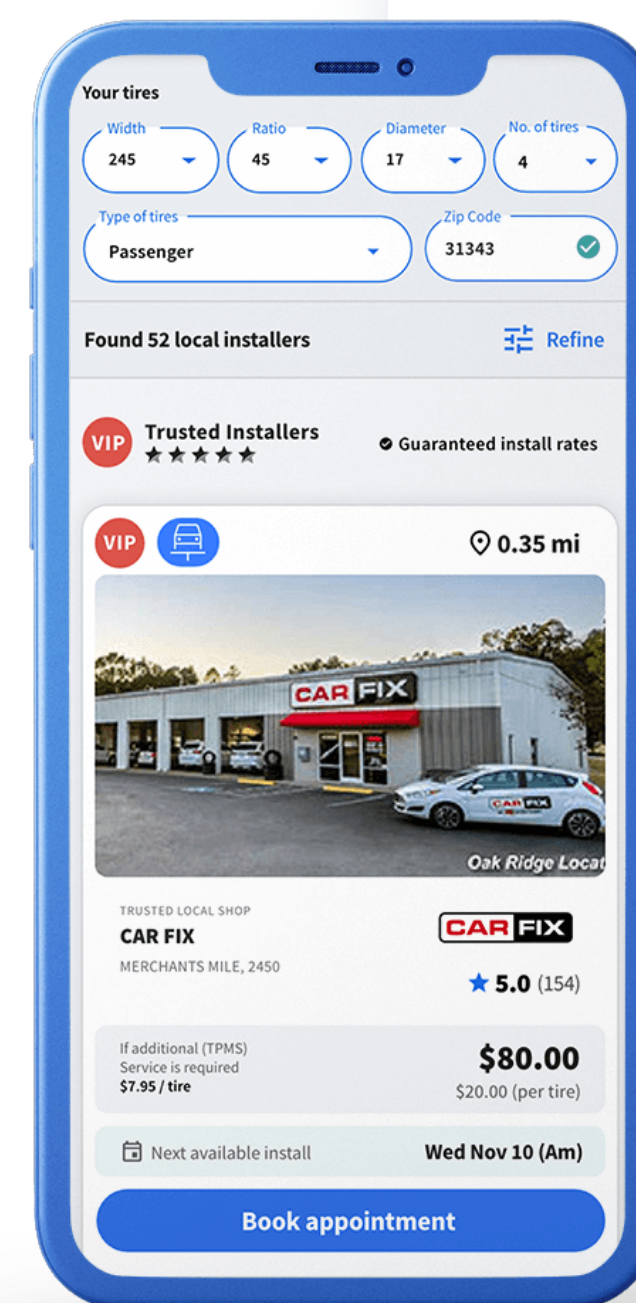 Your tires
Width Ratio Diameter No. of tires
245 45 17 4
Type of tires Zip Code
Passenger 31343
Found 52 local installers Refine
VIP Trusted Installers Guaranteed install rates
VIP 0.35 mi
CAR FIX
CAR FIX
Oak Ridge Locat
TRUSTED LOCAL SHOP
CAR FIX CAR FIX
MERCHANTS MILE, 2450
5.0 (154)
If additional (TPMS)
Service is required $80.00
$7.95 / tire $20.00 (per tire)
Next available install Wed Nov 10 (Am)
Book appointment